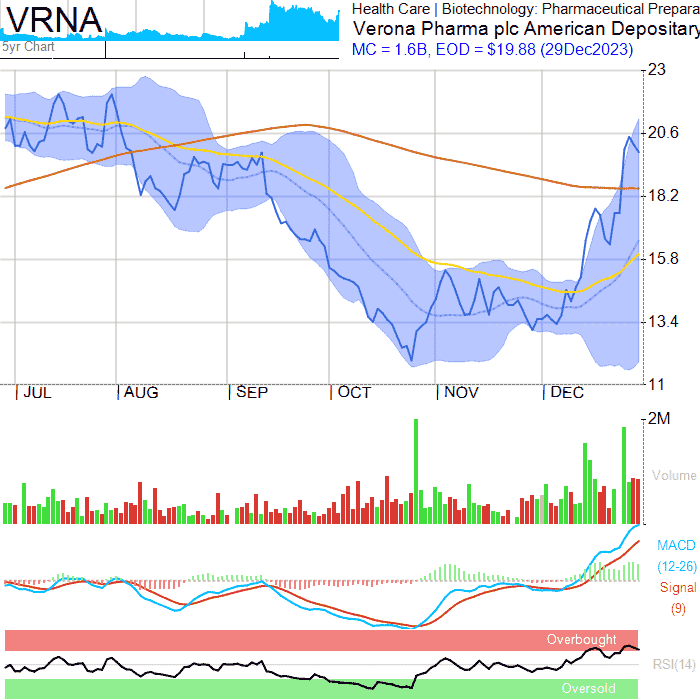 VRNA
5yr Chart
Health Care | Biotechnology: Pharmaceutical Prepara
Verona Pharma plc American Depositary
MC = 1.6B, EOD = $19.88 (29Dec2023)
23
20.6
18.2
15.8
13.4
11
JUL AUG SEP OCT NOV DEC
2M
Volume
MACD
(12-26)
Signal
(9)
Overbought
RSI(14)
Oversold